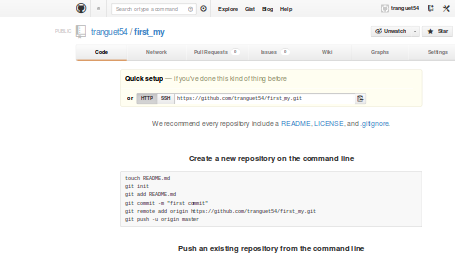 Search or type a command
Explore Gist Blog Help
tranguet54
PUBLIC
tranguet54 / first_my
Unwatch
Star
Code
Network
Pull Requests 0
Issues 0
Wiki
Graphs
Settings
Quick setup — if you've done this kind of thing before
or HTTP SSH https://github.com/tranguet54/first_my.git
We recommend every repository include a README, LICENSE, and .gitignore.
Create a new repository on the command line
touch README.md
git init
git add README.md
git commit -m "first commit"
git remote add origin https://github.com/tranguet54/first_my.git
git push -u origin master
Push an existing repository from the command line